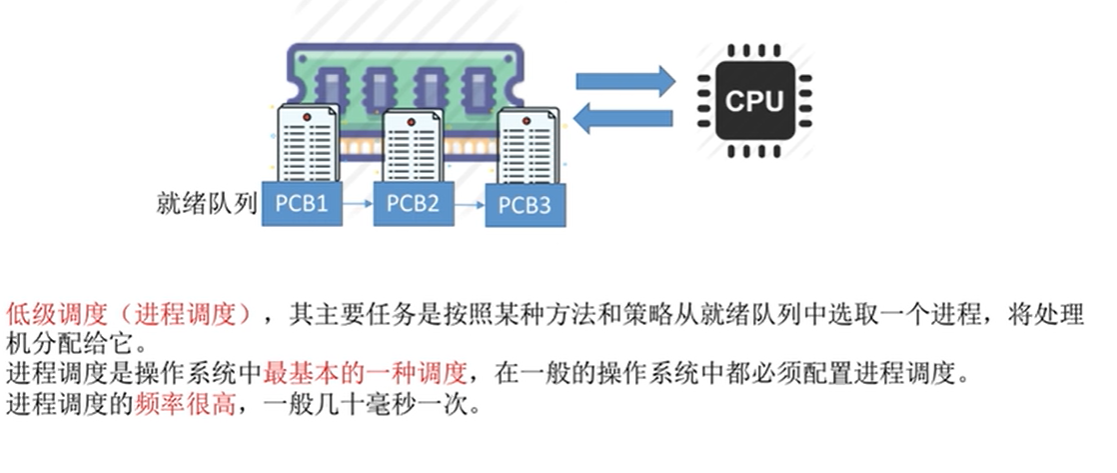 CPU
就绪队列 PCB1 PCB2 PCB3
低级调度（进程调度），其主要任务是按照某种方法和策略从就绪队列中选取一个进程，将处理
机分配给它。
进程调度是操作系统中最基本的一种调度，在一般的操作系统中都必须配置进程调度。
进程调度的频率很高，一般几十毫秒一次。